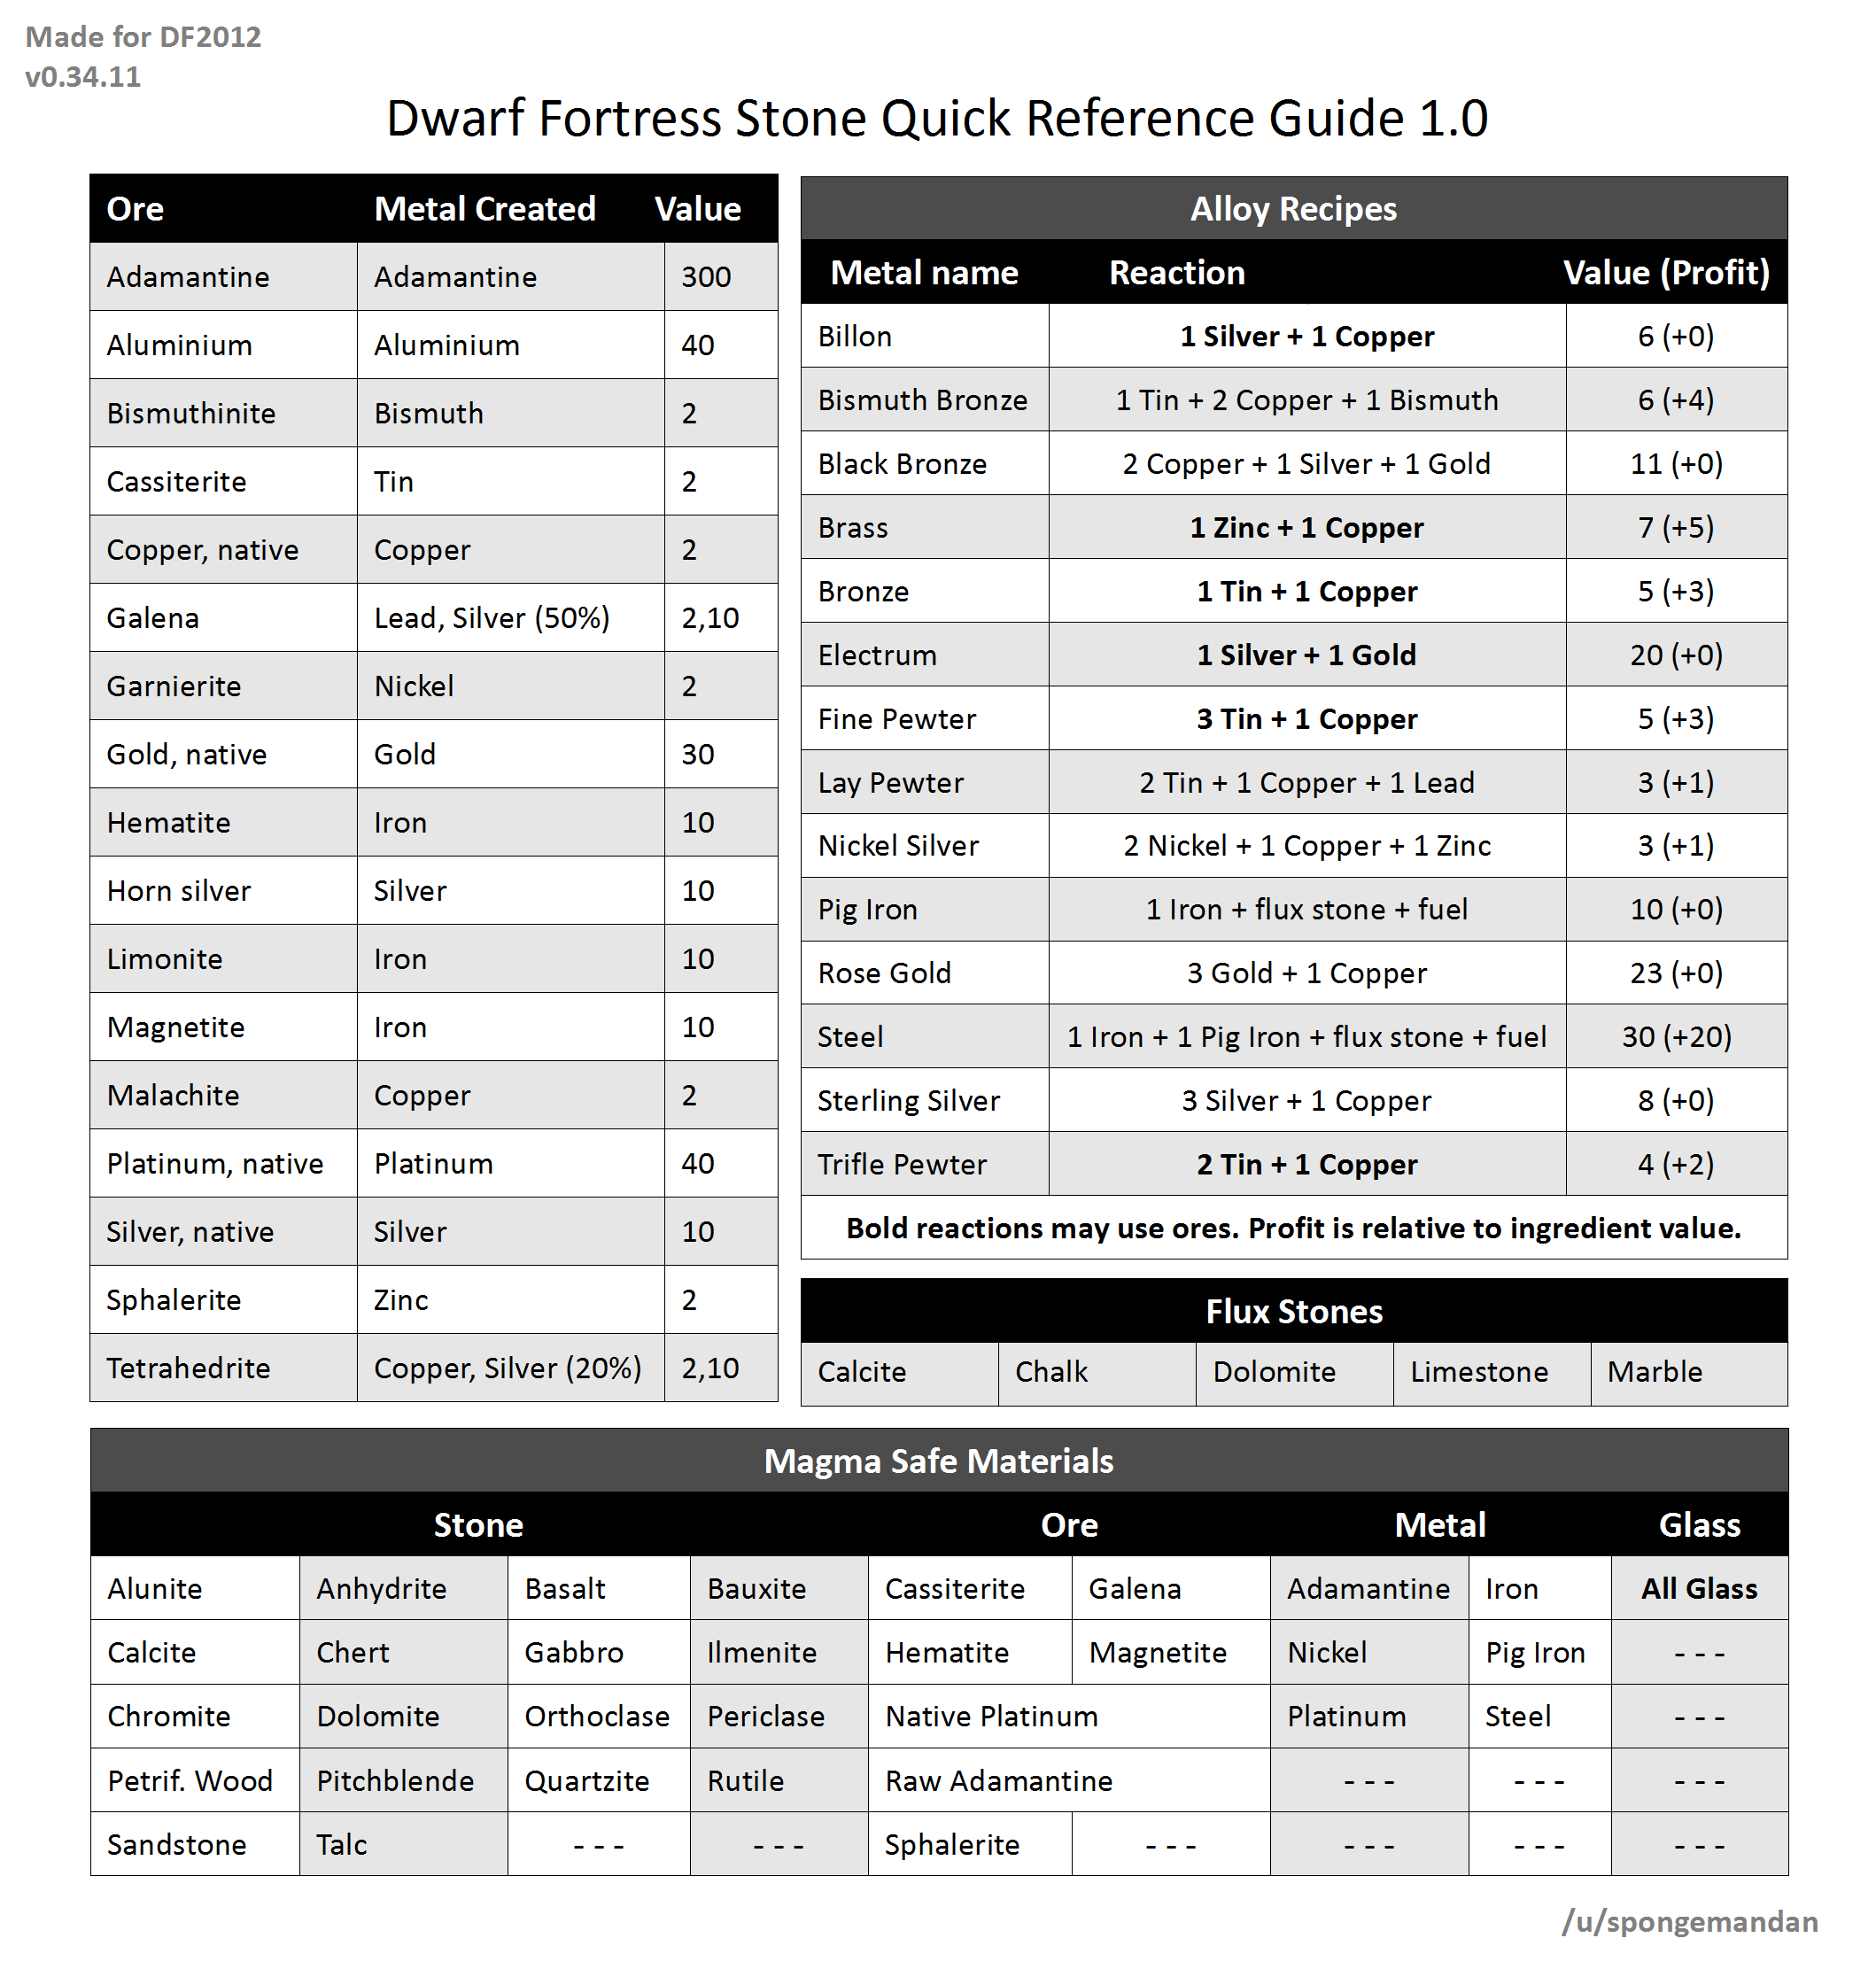 Made for DF2012
v0.34.11
Dwarf Fortress Stone Quick Reference Guide 1.0
Ore Metal Created Value
Adamantine Adamantine 300
Aluminium Aluminium 40
Bismuthinite Bismuth 2
Cassiterite Tin 2
Copper, native Copper 2
Galena Lead, Silver (50%) 2,10
Garnierite Nickel 2
Gold, native Gold 30
Hematite Iron 10
Horn silver Silver 10
Limonite Iron 10
Magnetite Iron 10
Malachite Copper 2
Platinum, native Platinum 40
Silver, native Silver 10
Sphalerite Zinc 2
Tetrahedrite Copper, Silver (20%) 2,10
Alloy Recipes
Metal name Reaction Value (Profit)
Billon 1 Silver + 1 Copper 6 (+0)
Bismuth Bronze 1 Tin + 2 Copper + 1 Bismuth 6 (+4)
Black Bronze 2 Copper + 1 Silver + 1 Gold 11 (+0)
Brass 1 Zinc + 1 Copper 7 (+5)
Bronze 1 Tin + 1 Copper 5 (+3)
Electrum 1 Silver + 1 Gold 20 (+0)
Fine Pewter 3 Tin + 1 Copper 5 (+3)
Lay Pewter 2 Tin + 1 Copper + 1 Lead 3 (+1)
Nickel Silver 2 Nickel + 1 Copper + 1 Zinc 3 (+1)
Pig Iron 1 Iron + flux stone + fuel 10 (+0)
Rose Gold 3 Gold + 1 Copper 23 (+0)
Steel 1 Iron + 1 Pig Iron + flux stone + fuel 30 (+20)
Sterling Silver 3 Silver + 1 Copper 8 (+0)
Trifle Pewter 2 Tin + 1 Copper 4 (+2)
Bold reactions may use ores. Profit is relative to ingredient value.
Flux Stones
Calcite Chalk Dolomite Limestone Marble
Magma Safe Materials
Stone Ore Metal Glass
Alunite Anhydrite Basalt Bauxite Cassiterite Galena Adamantine Iron All Glass
Calcite Chert Gabbro Ilmenite Hematite Magnetite Nickel Pig Iron - - -
Chromite Dolomite Orthoclase Periclase Native Platinum Platinum Steel - - -
Petrif. Wood Pitchblende Quartzite Rutile Raw Adamantine - - - - - - - - -
Sandstone Talc - - - - - - Sphalerite - - - - - - - - - - - -
/u/spongemandan